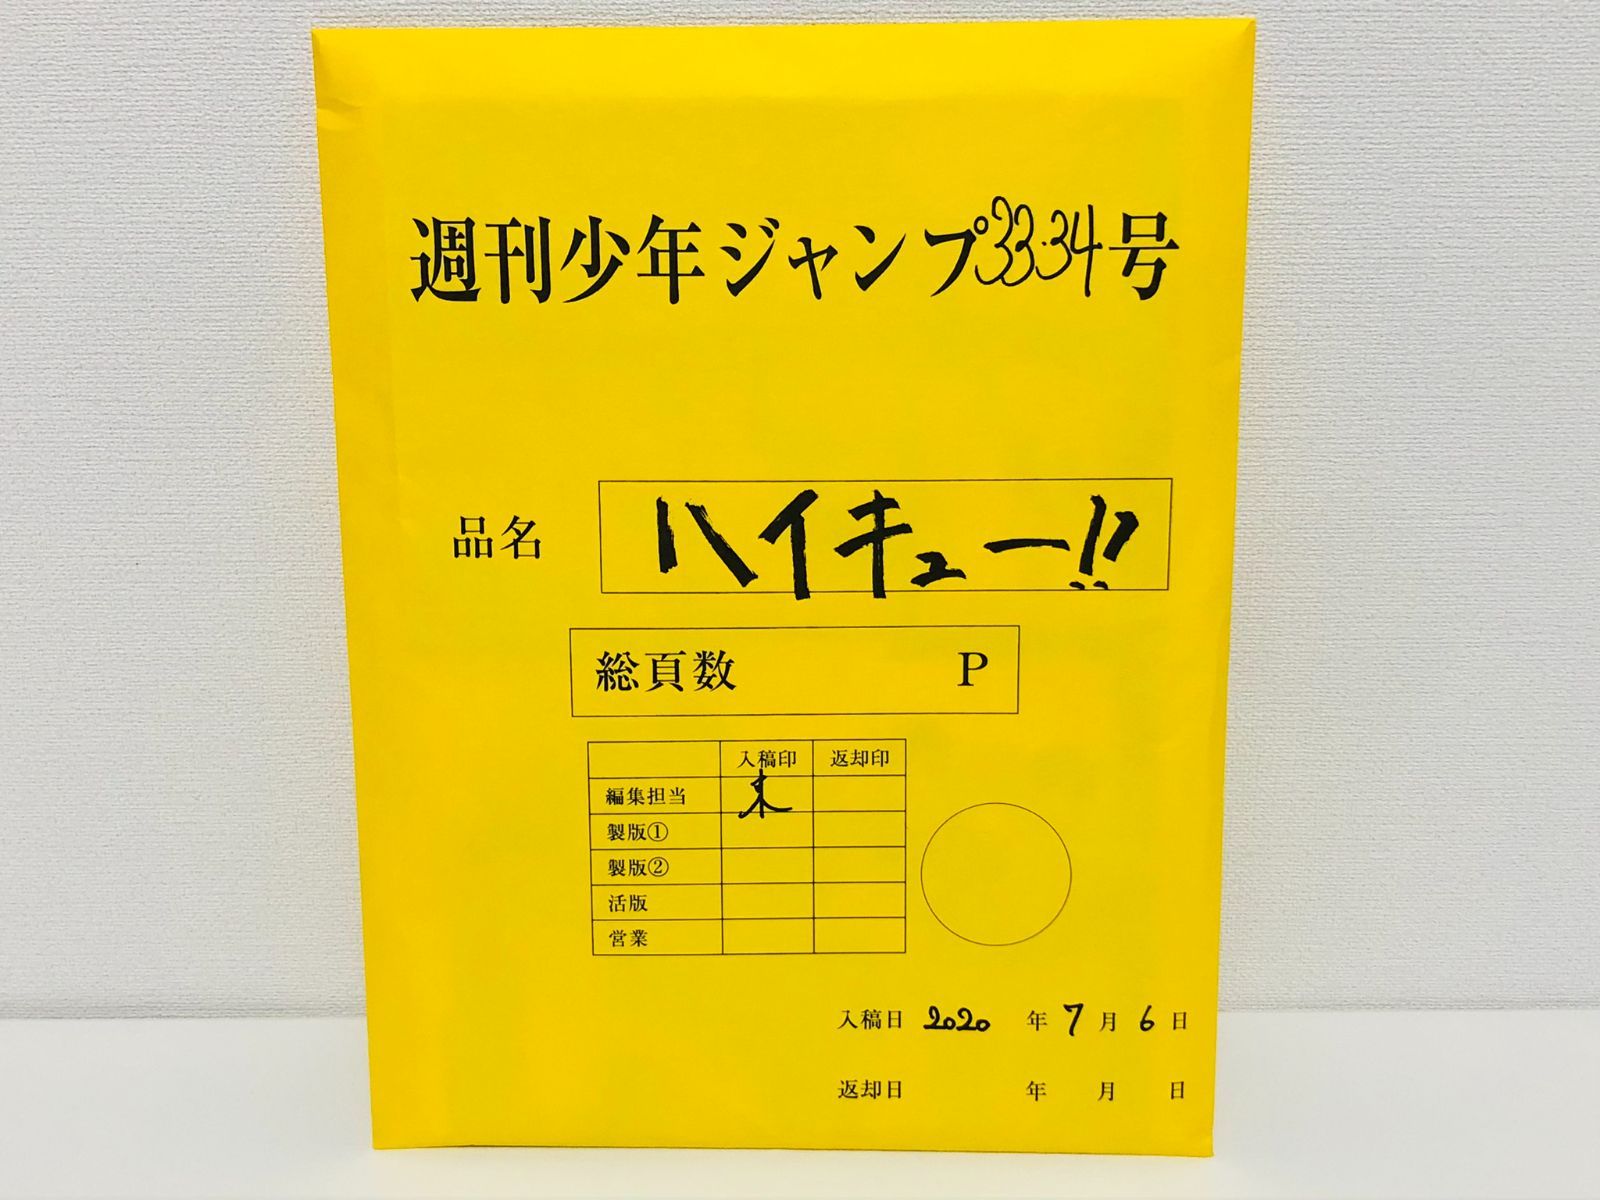 週刊少年ジャンプ33・34号
品名 ハイキュー!!
総頁数 P
入稿印 返却印
編集担当 末
製版①
製版②
活版
営業
入稿日 2020 年 7 月 6 日
返却日 年 月 日